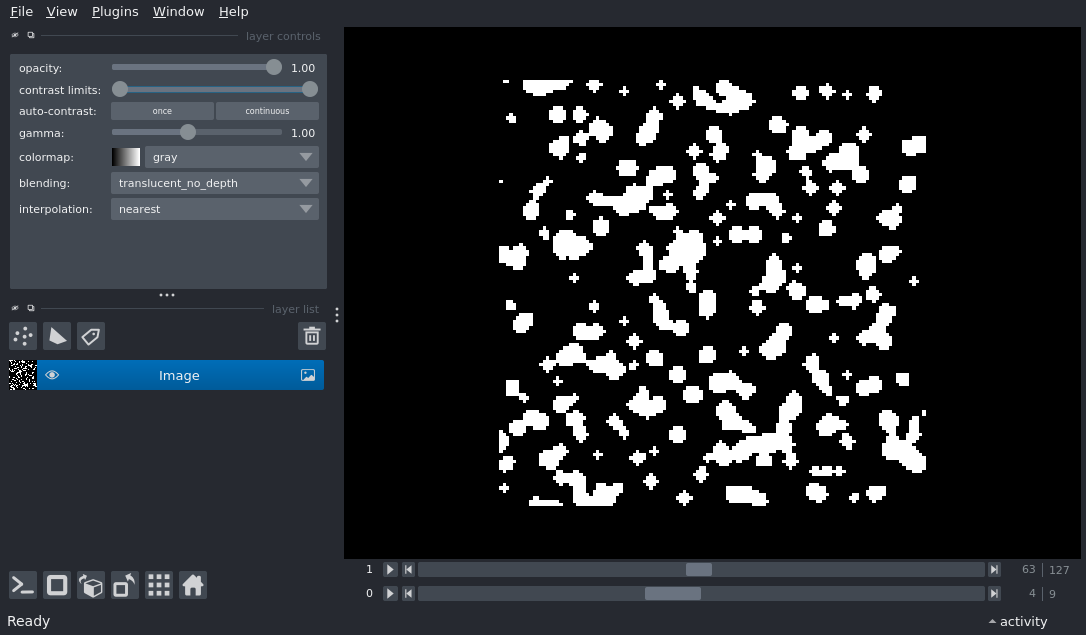 File View Plugins Window Help
layer controls
opacity: 1.00
contrast limits:
auto-contrast: once continuous
gamma: 1.00
colormap: gray
blending: translucent_no_depth
interpolation: nearest
layer list
Image
1 63 127
0 4 9
Ready activity